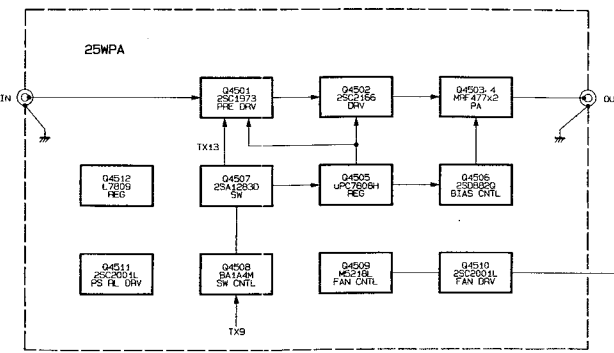 25WPA
IN
Q4501
2SC1973
PRE DRV
Q4502
2SC2166
DRV
Q4503,4
MRF477x2
PA
OU
TX13
Q4512
L7809
REG
Q4507
2SA1283D
SW
Q4505
uPC7808H
REG
Q4506
2SD882Q
BIAS CNTL
Q4511
2SC2001L
PS RL DRV
Q4508
BA1A4M
SW CNTL
Q4509
M5218L
FAN CNTL
Q4510
2SC2001L
FAN DRV
TX9